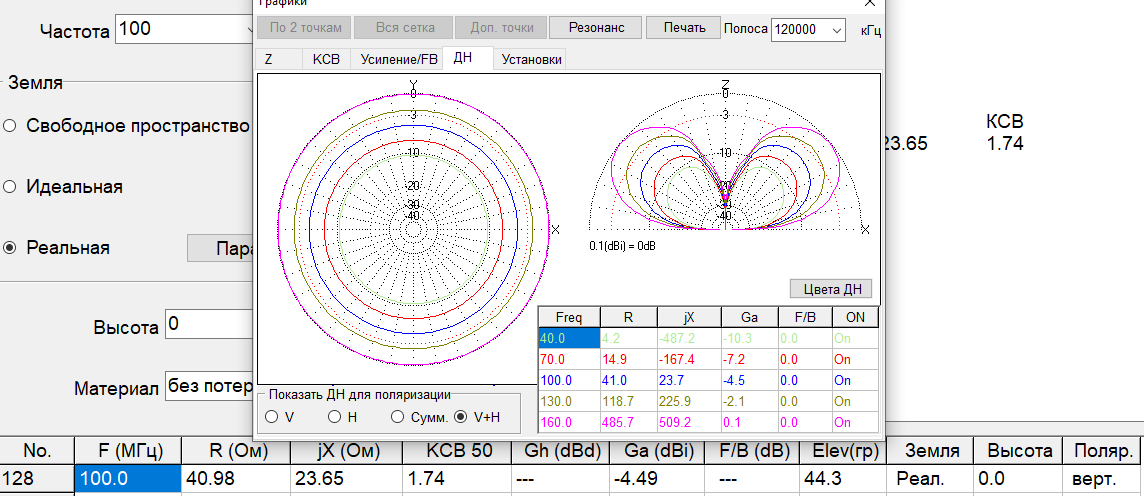 Графики
Частота 100
По 2 точкам Вся сетка Доп. точки Резонанс Печать Полоса 120000 кГц
Z КСВ Усиление/FB ДН Установки
Земля
Свободное пространство
Идеальная
Реальная
Пара
Высота 0
Материал без потер
Y
0
-3
-10
-20
-30
-40
X
Z
0
-3
-10
-20
-30
-40
X
0.1(dBi) = 0dB
КСВ
23.65 1.74
Цвета ДН
Freq R jX Ga F/B ON
40.0 4.2 -487.2 -10.3 0.0 On
70.0 14.9 -167.4 -7.2 0.0 On
100.0 41.0 23.7 -4.5 0.0 On
130.0 118.7 225.9 -2.1 0.0 On
160.0 485.7 509.2 0.1 0.0 On
Показать ДН для поляризации
V H Сумм. V+H
No. F (МГц) R (Ом) jX (Ом) КСВ 50 Gh (dBd) Ga (dBi) F/B (dB) Elev(гр) Земля Высота Поляр.
128 100.0 40.98 23.65 1.74 --- -4.49 --- 44.3 Реал. 0.0 верт.